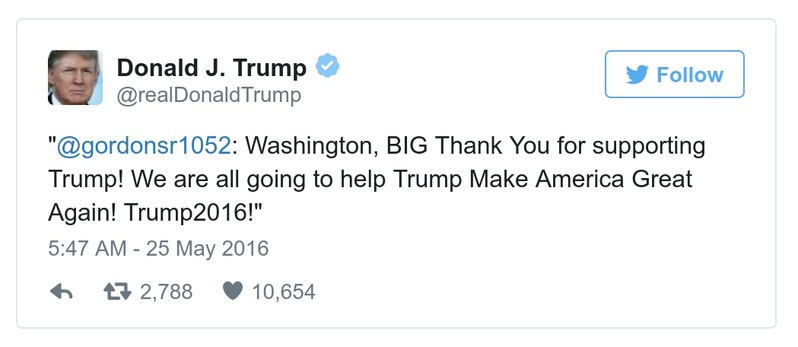 Donald J. Trump
@realDonaldTrump
Follow
"@gordonsr1052: Washington, BIG Thank You for supporting
Trump! We are all going to help Trump Make America Great
Again! Trump2016!"
5:47 AM - 25 May 2016
2,788 10,654